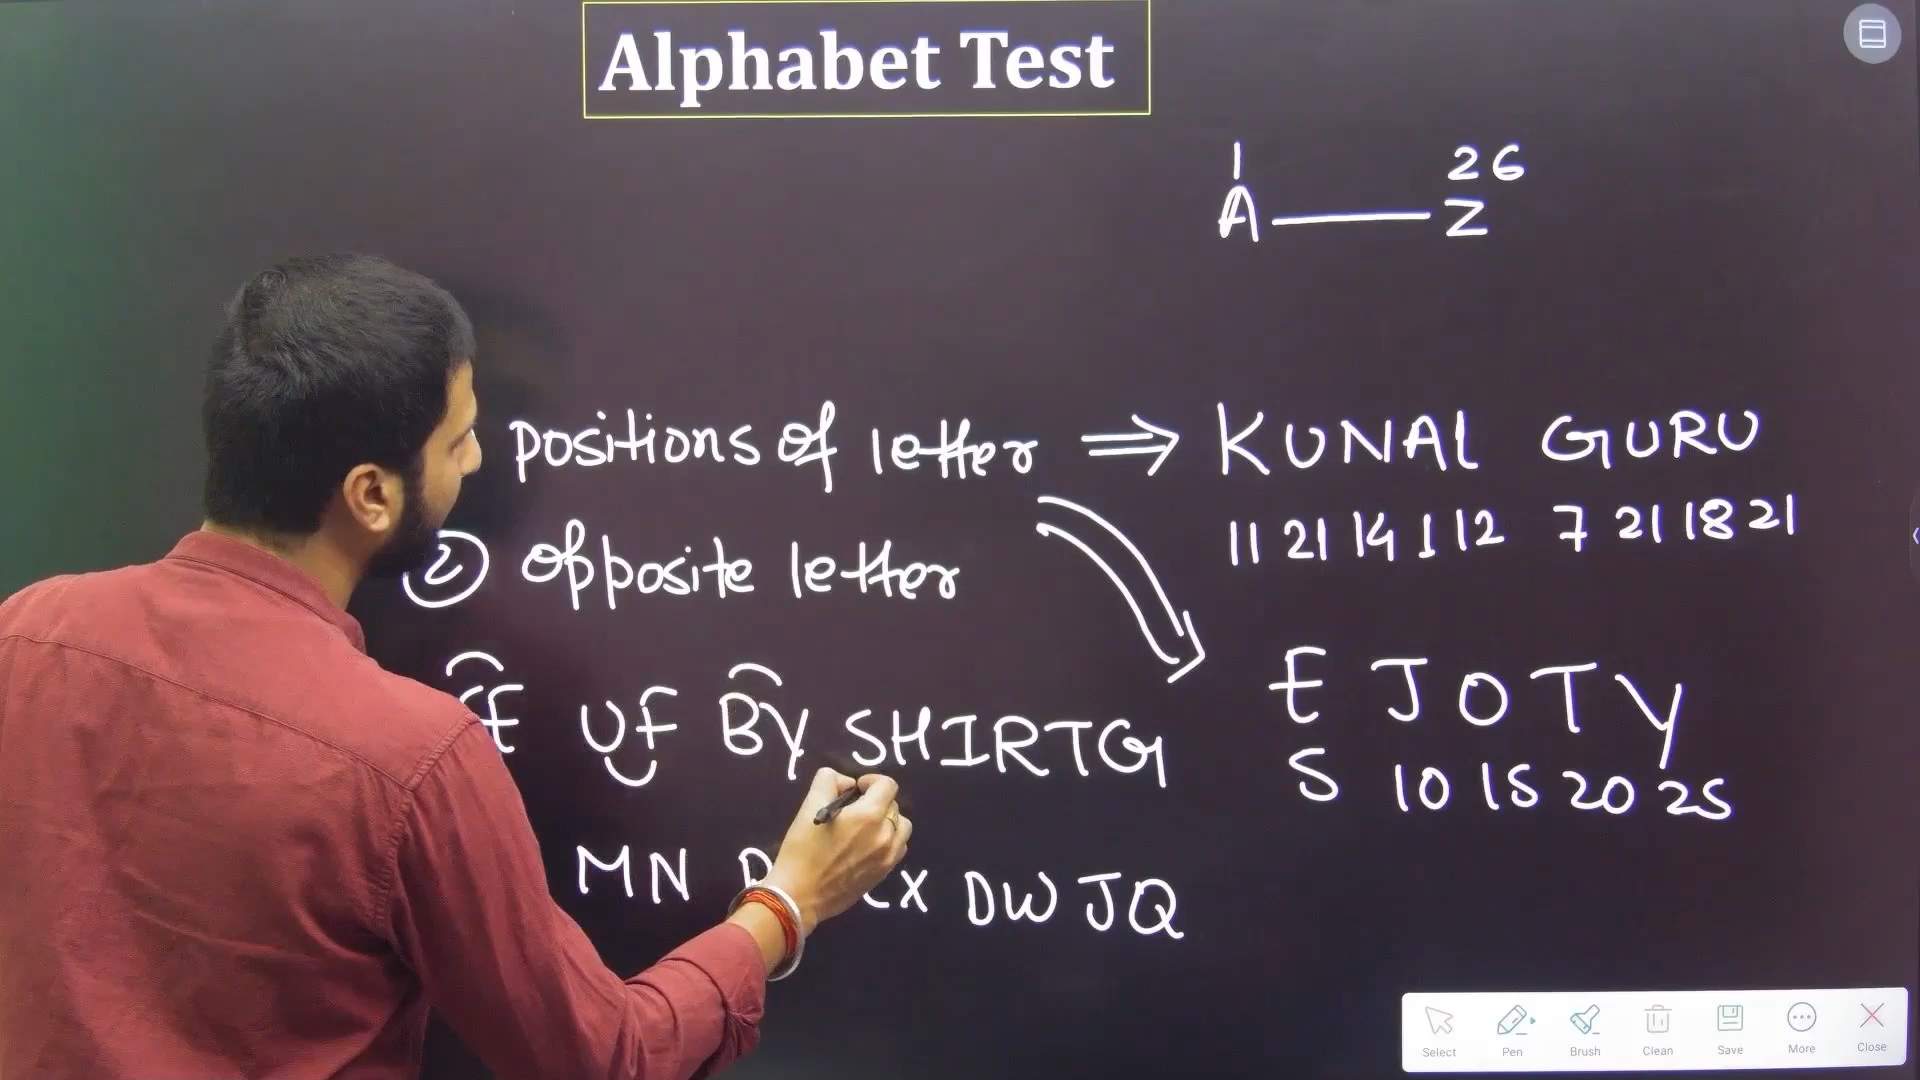 Alphabet Test
1 26
A — Z
positions of letter ⇒ KUNAL GURU
11 21 14 1 12 7 21 18 21
② opposite letter
E J O T Y
5 10 15 20 25
UF BY SHIRTG
MN CX DW JQ
Select Pen Brush Clean Save More Close